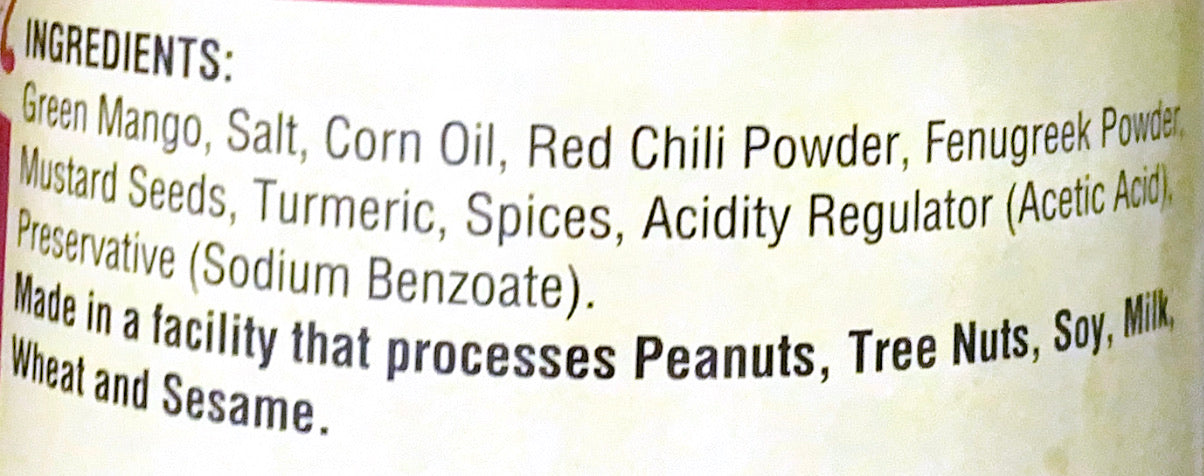 INGREDIENTS:
Green Mango, Salt, Corn Oil, Red Chili Powder, Fenugreek Powder,
Mustard Seeds, Turmeric, Spices, Acidity Regulator (Acetic Acid),
Preservative (Sodium Benzoate).
Made in a facility that processes Peanuts, Tree Nuts, Soy, Milk,
Wheat and Sesame.